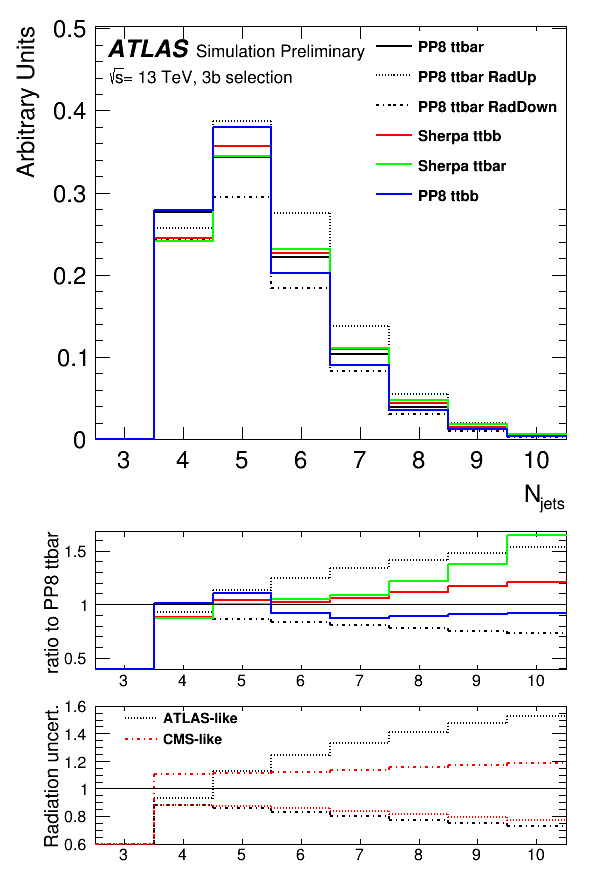 ATLAS Simulation Preliminary
√s= 13 TeV, 3b selection
PP8 ttbar
PP8 ttbar RadUp
PP8 ttbar RadDown
Sherpa ttbb
Sherpa ttbar
PP8 ttbb
Arbitrary Units
0.5
0.4
0.3
0.2
0.1
0
3 4 5 6 7 8 9 10
Njets
ratio to PP8 ttbar
1.5
1
0.5
3 4 5 6 7 8 9 10
Radiation uncert.
ATLAS-like
CMS-like
1.6
1.4
1.2
1
0.8
0.6
3 4 5 6 7 8 9 10